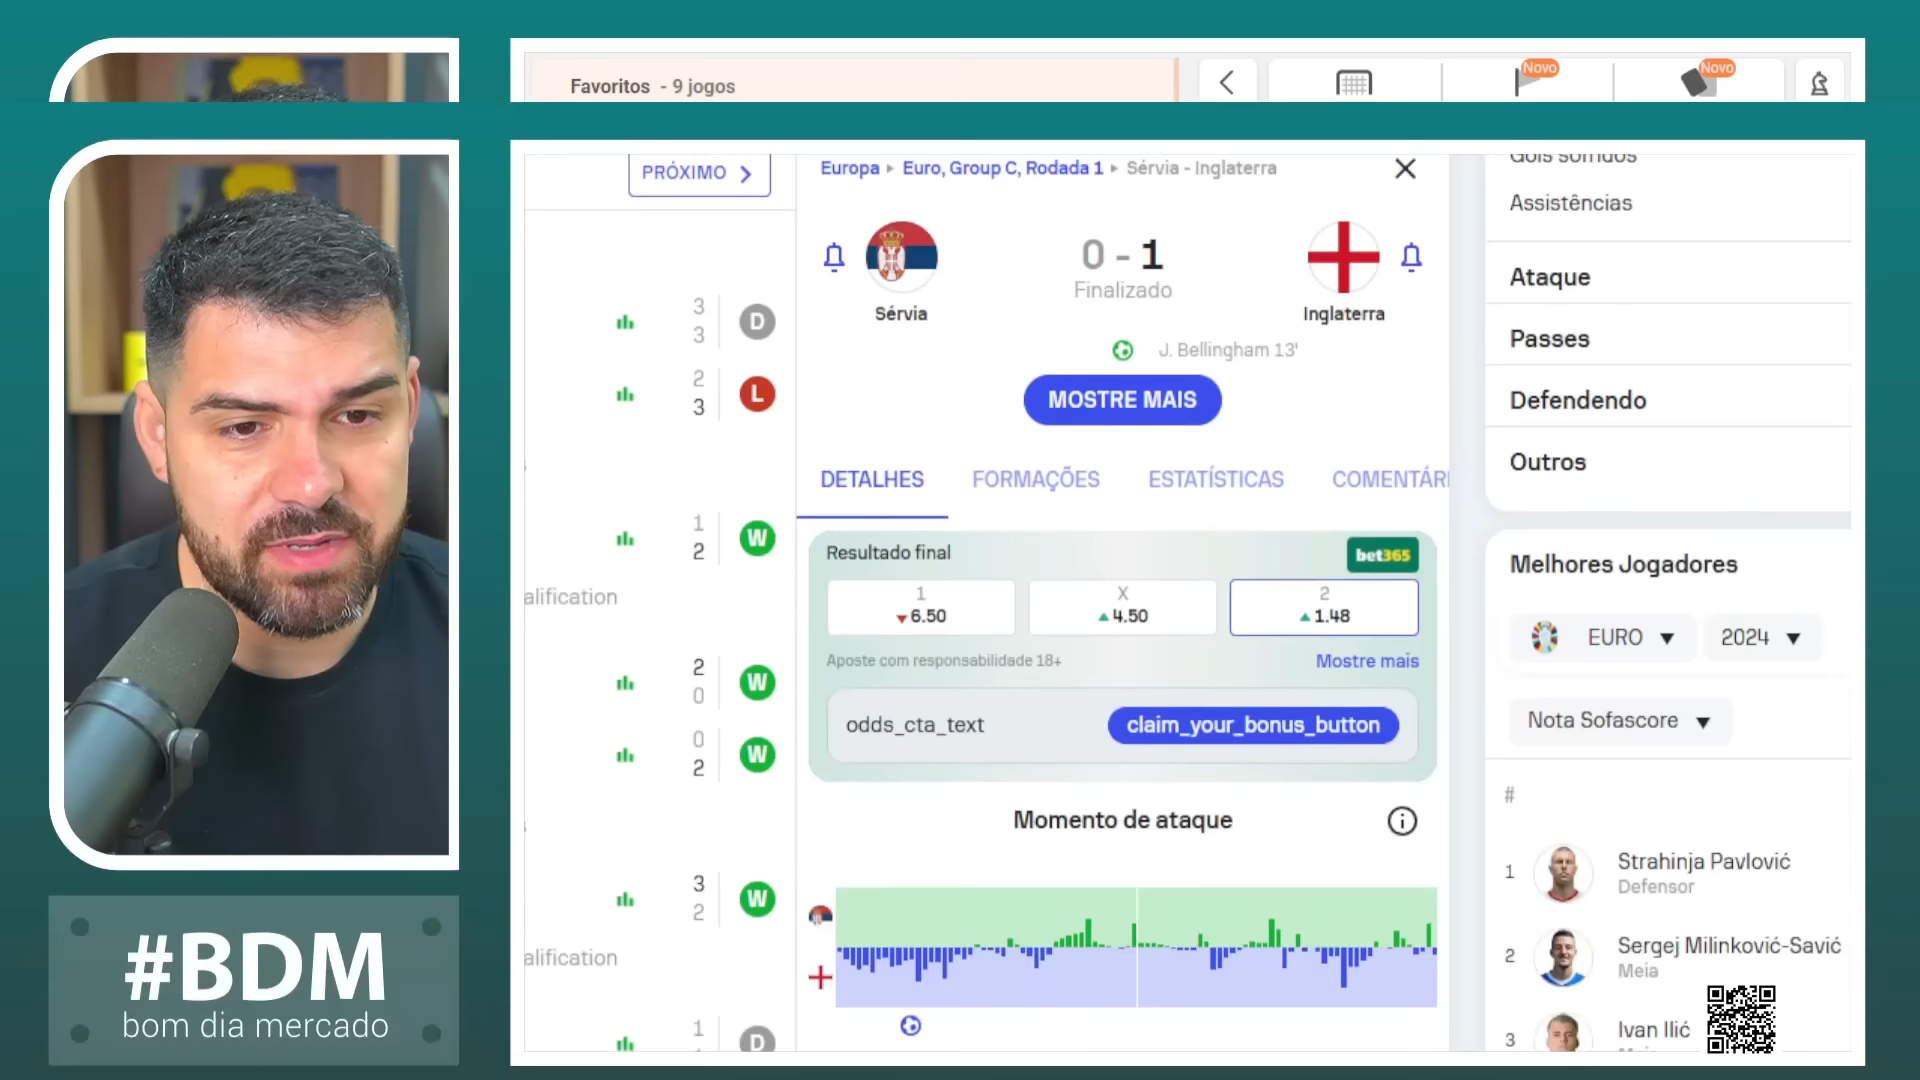 Favoritos - 9 jogos
Novo
Novo
PRÓXIMO
Europa ▸ Euro, Group C, Rodada 1 ▸ Sérvia - Inglaterra
Assistências
0 - 1
Finalizado
Sérvia
Inglaterra
J. Bellingham 13'
MOSTRE MAIS
DETALHES FORMAÇÕES ESTATÍSTICAS COMENTÁRI
3
3
D
2
3
L
1
2
W
alification
2
0
W
0
2
W
3
2
W
alification
1
D
Resultado final
bet365
1
6.50
X
4.50
2
1.48
Aposte com responsabilidade 18+
Mostre mais
odds_cta_text
claim_your_bonus_button
Momento de ataque
Ataque
Passes
Defendendo
Outros
Melhores Jogadores
EURO
2024
Nota Sofascore
#
1
Strahinja Pavlović
Defensor
2
Sergej Milinković-Savić
Meia
3
Ivan Ilić
#BDM
bom dia mercado